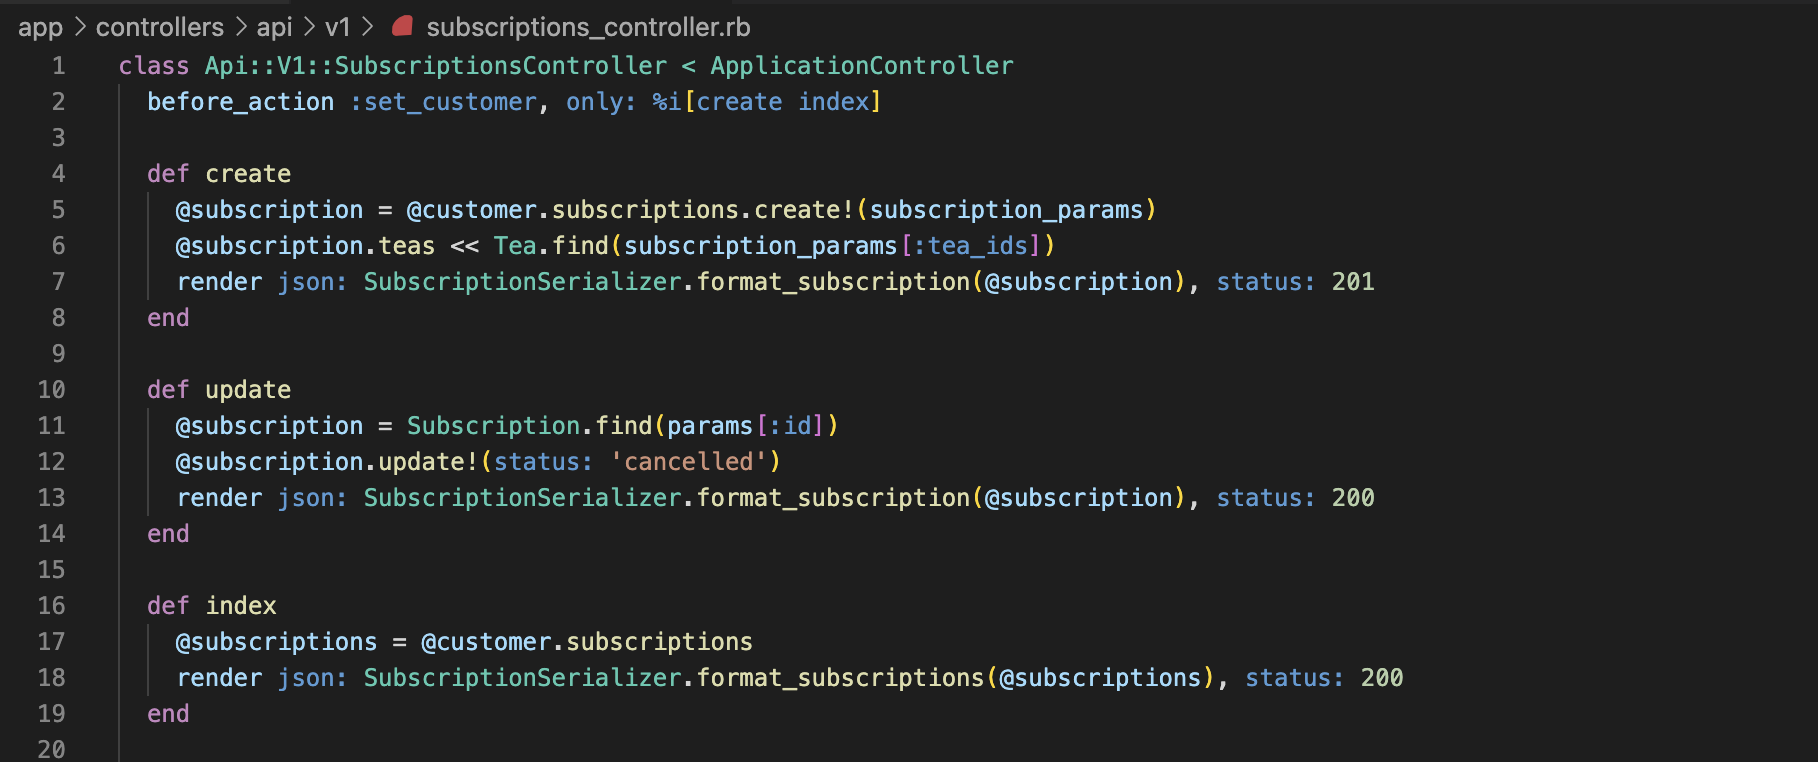 app > controllers > api > v1 > subscriptions_controller.rb
1 class Api::V1::SubscriptionsController < ApplicationController
2   before_action :set_customer, only: %i[create index]
3
4   def create
5     @subscription = @customer.subscriptions.create!(subscription_params)
6     @subscription.teas << Tea.find(subscription_params[:tea_ids])
7     render json: SubscriptionSerializer.format_subscription(@subscription), status: 201
8   end
9
10   def update
11     @subscription = Subscription.find(params[:id])
12     @subscription.update!(status: 'cancelled')
13     render json: SubscriptionSerializer.format_subscription(@subscription), status: 200
14   end
15
16   def index
17     @subscriptions = @customer.subscriptions
18     render json: SubscriptionSerializer.format_subscriptions(@subscriptions), status: 200
19   end
20